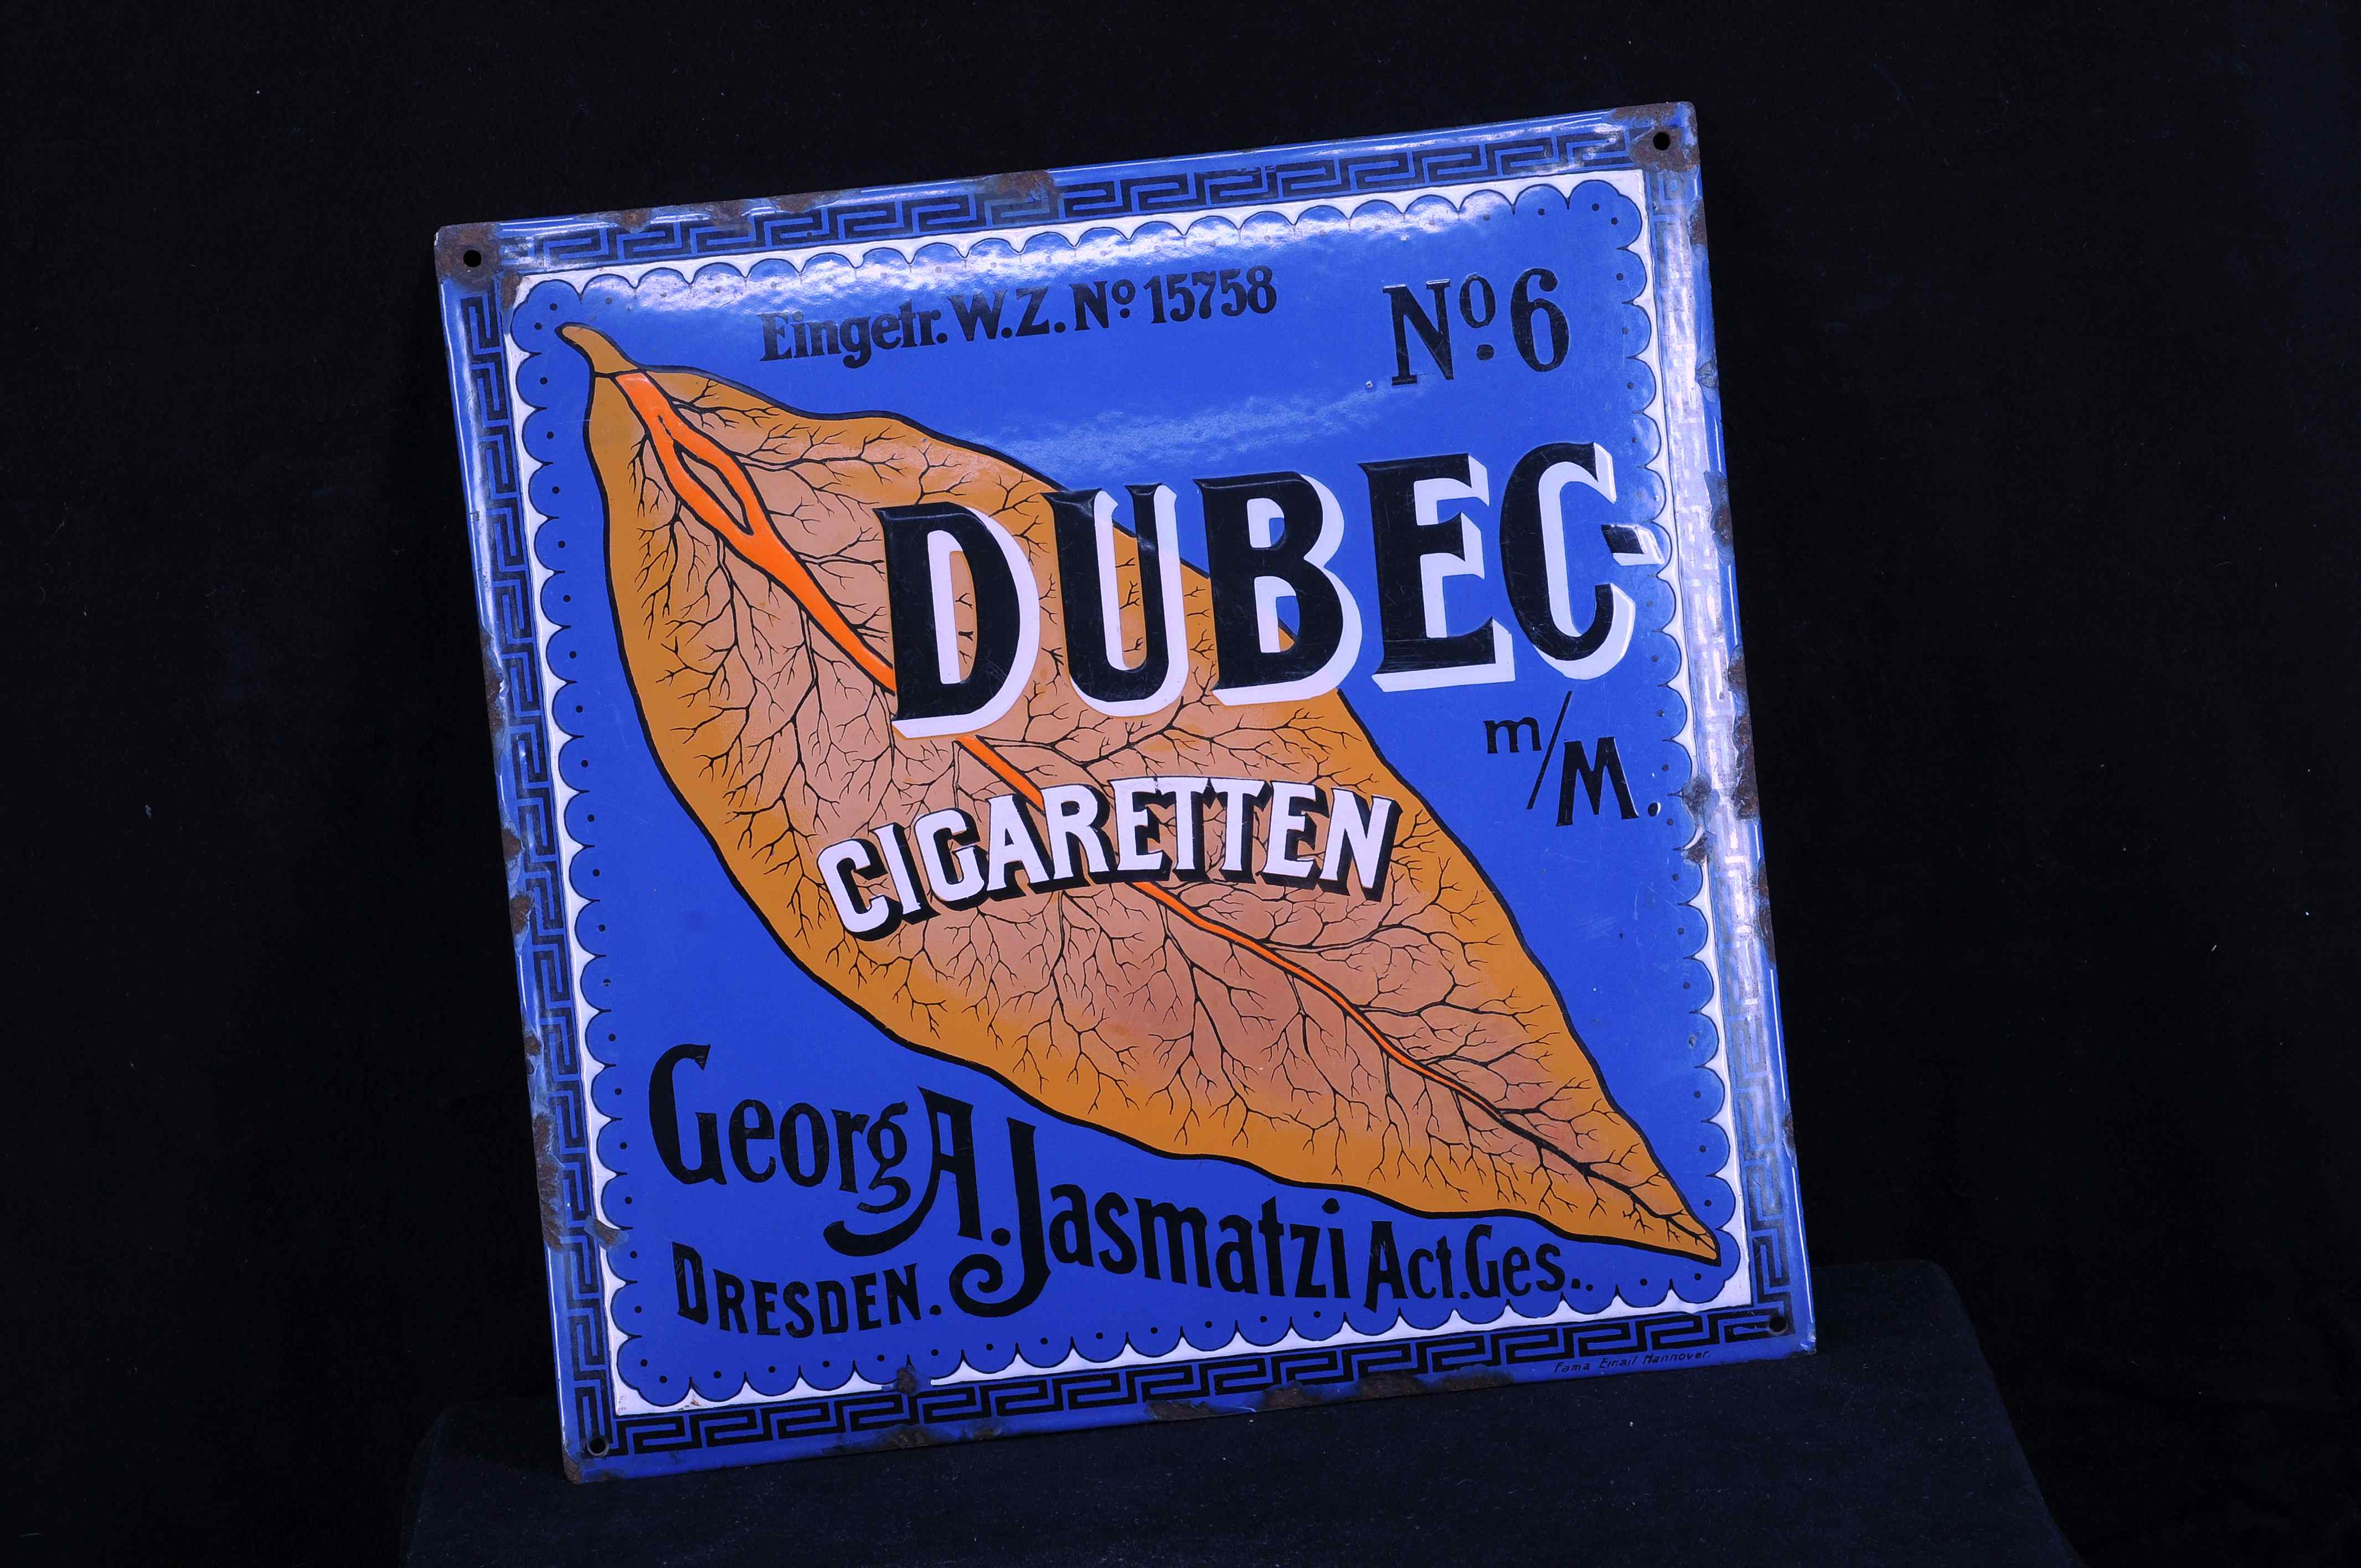 Eingetr. W.Z. Nº 15758
Nº 6
DUBEC
m/M.
CIGARETTEN
Georg A. Jasmatzi Act. Ges..
DRESDEN.
Fama Email Hannover.